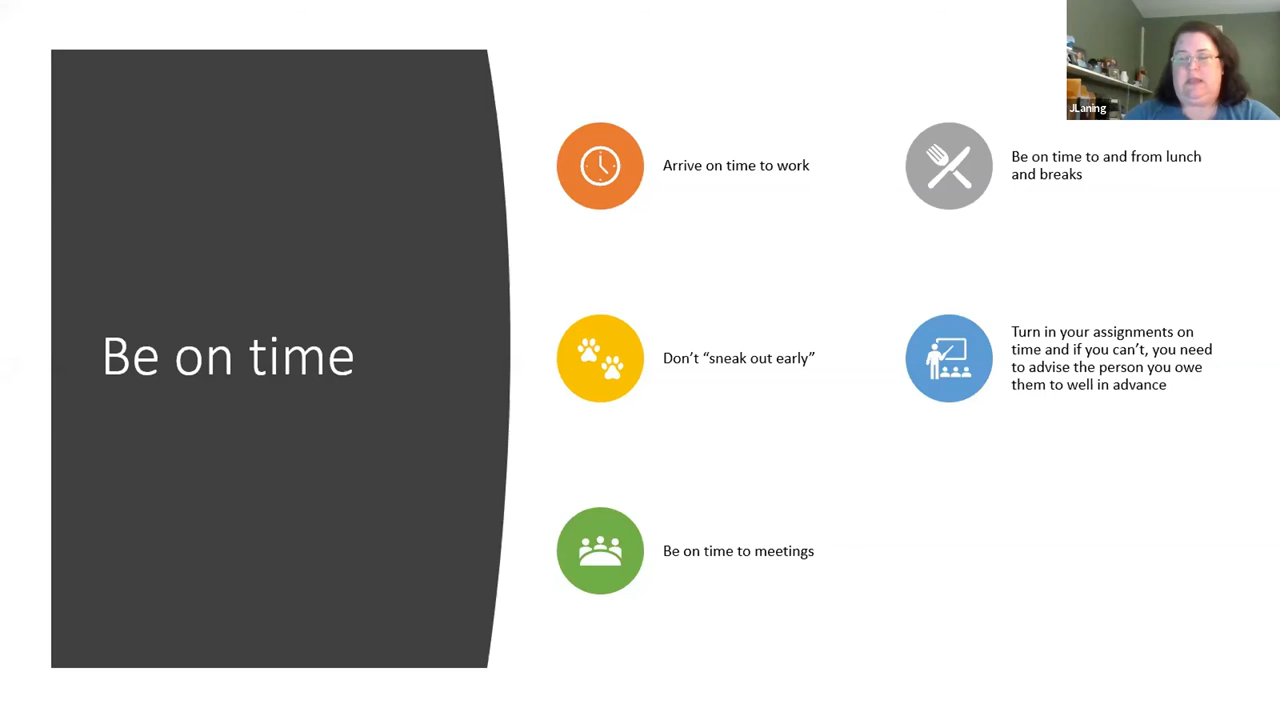 JLaning
Be on time
Arrive on time to work
Be on time to and from lunch
and breaks
Don’t “sneak out early”
Turn in your assignments on
time and if you can’t, you need
to advise the person you owe
them to well in advance
Be on time to meetings